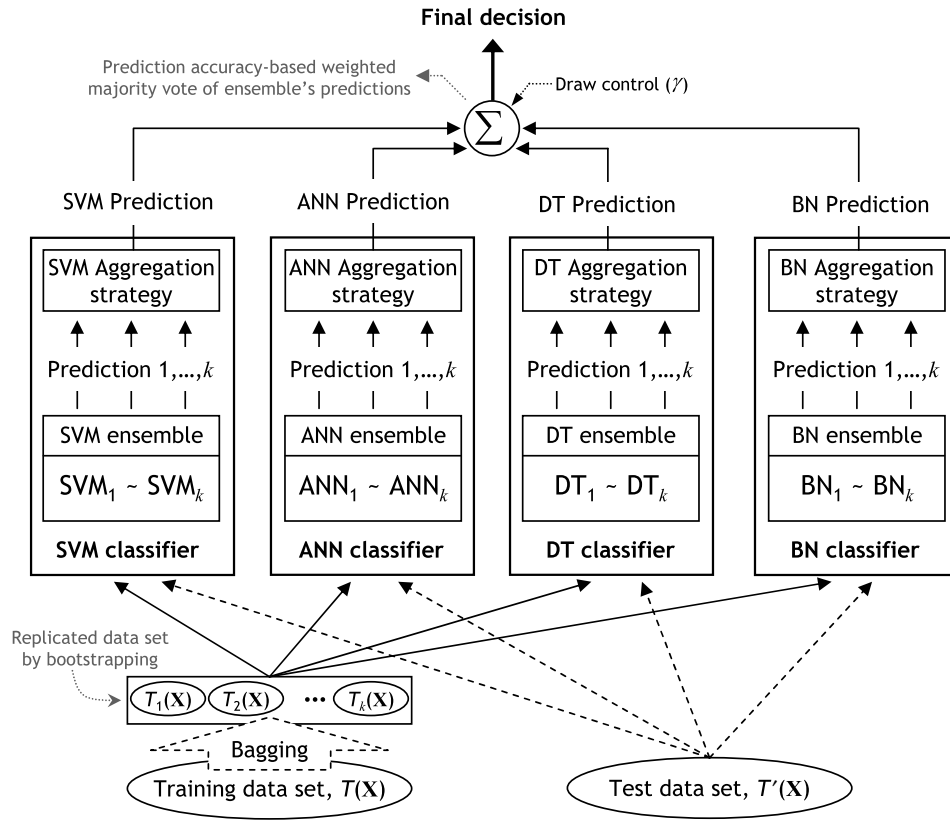 Final decision
Prediction accuracy-based weighted
majority vote of ensemble's predictions
Draw control (γ)
Σ
SVM Prediction
ANN Prediction
DT Prediction
BN Prediction
SVM Aggregation
strategy
ANN Aggregation
strategy
DT Aggregation
strategy
BN Aggregation
strategy
Prediction 1,...,k
Prediction 1,...,k
Prediction 1,...,k
Prediction 1,...,k
SVM ensemble
ANN ensemble
DT ensemble
BN ensemble
SVM₁ ~ SVMₖ
ANN₁ ~ ANNₖ
DT₁ ~ DTₖ
BN₁ ~ BNₖ
SVM classifier
ANN classifier
DT classifier
BN classifier
Replicated data set
by bootstrapping
T₁(X)
T₂(X)
···
Tₖ(X)
Bagging
Training data set, T(X)
Test data set, T′(X)